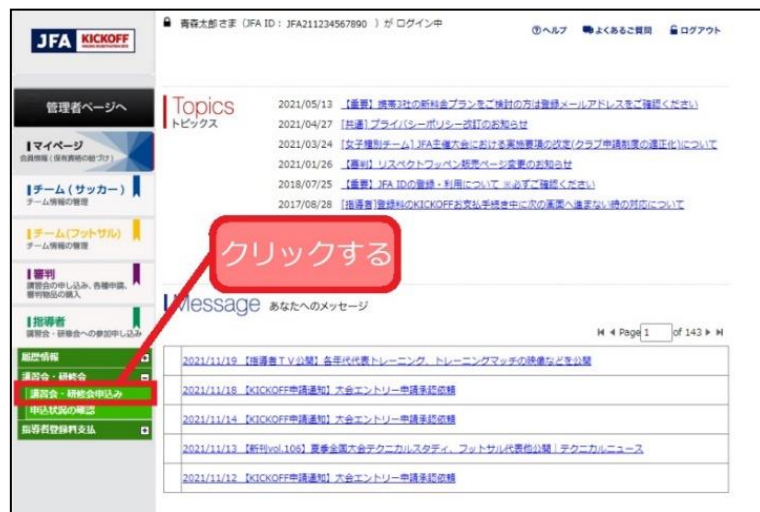 青森太郎さま (JFA ID : JFA211234567890 ) が ログイン中
ヘルプ よくあるご質問 ログアウト
JFA KICKOFF
管理者ページへ
マイページ
会員情報(保有資格の紐づけ)
チーム(サッカー)
チーム情報の管理
チーム(フットサル)
チーム情報の管理
審判
講習会の申し込み、各種申請、
審判物品の購入
指導者
講習会・研修会への参加申し込み
履歴情報
講習会・研修会
講習会・研修会申込み
申込状況の確認
指導者登録料支払
Topics
トピックス
2021/05/13 【重要】携帯3社の新料金プランをご検討の方は登録メールアドレスをご確認ください
2021/04/27 [共通] プライバシーポリシー改訂のお知らせ
2021/03/24 [女子種別チーム] JFA主催大会における実施要項の改定(クラブ申請制度の適正化)について
2021/01/26 【審判】リスペクトワッペン販売ページ変更のお知らせ
2018/07/25 【重要】JFA IDの登録・利用について ※必ずご確認ください
2017/08/28 [指導者]登録料のKICKOFFお支払手続き中に次の画面へ進まない時の対応について
クリックする
Message あなたへのメッセージ
Page 1 of 143
2021/11/19 【指導者TV公開】各年代代表トレーニング、トレーニングマッチの映像などを公開
2021/11/18 【KICKOFF申請通知】大会エントリー申請承認依頼
2021/11/14 【KICKOFF申請通知】大会エントリー申請承認依頼
2021/11/13 【新刊vol.106】夏季全国大会テクニカルスタディ、フットサル代表他公開｜テクニカルニュース
2021/11/12 【KICKOFF申請通知】大会エントリー申請承認依頼